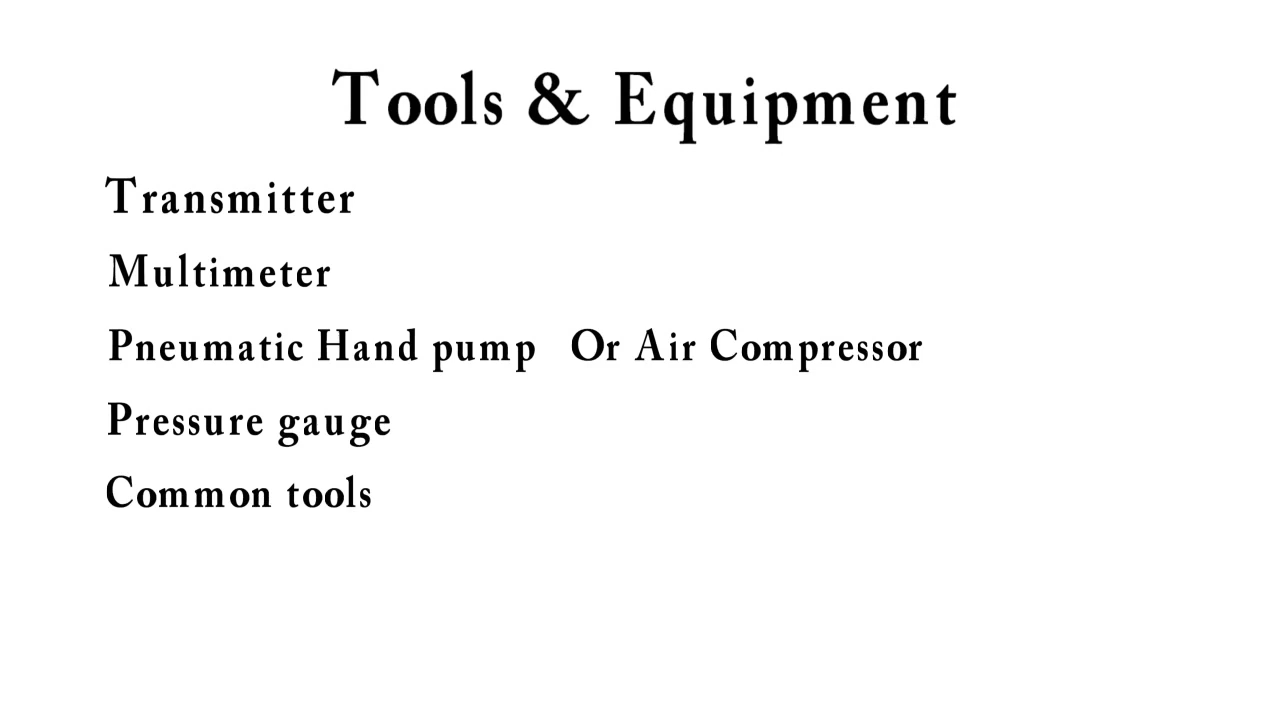 Tools & Equipment
Transmitter
Multimeter
Pneumatic Hand pump Or Air Compressor
Pressure gauge
Common tools